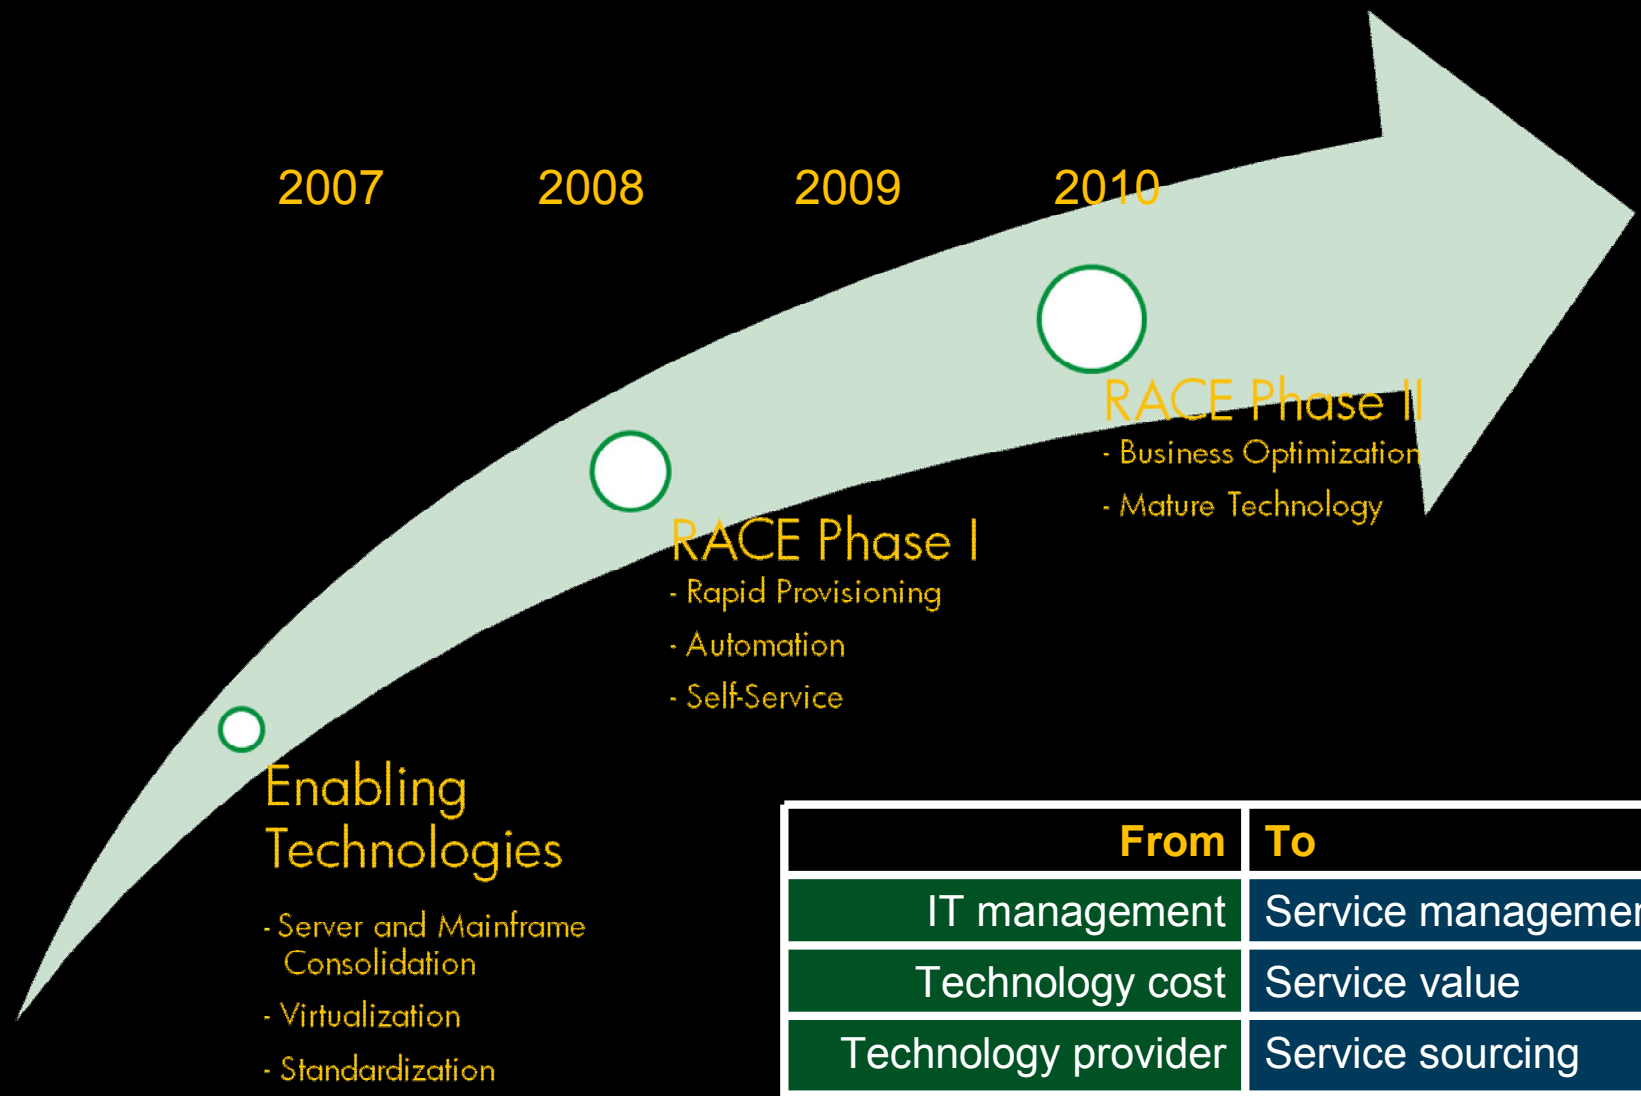 2007 2008 2009 2010
RACE Phase II
- Business Optimization
- Mature Technology
RACE Phase I
- Rapid Provisioning
- Automation
- Self-Service
Enabling
Technologies
- Server and Mainframe
Consolidation
- Virtualization
- Standardization
From To
IT management Service managemen
Technology cost Service value
Technology provider Service sourcing